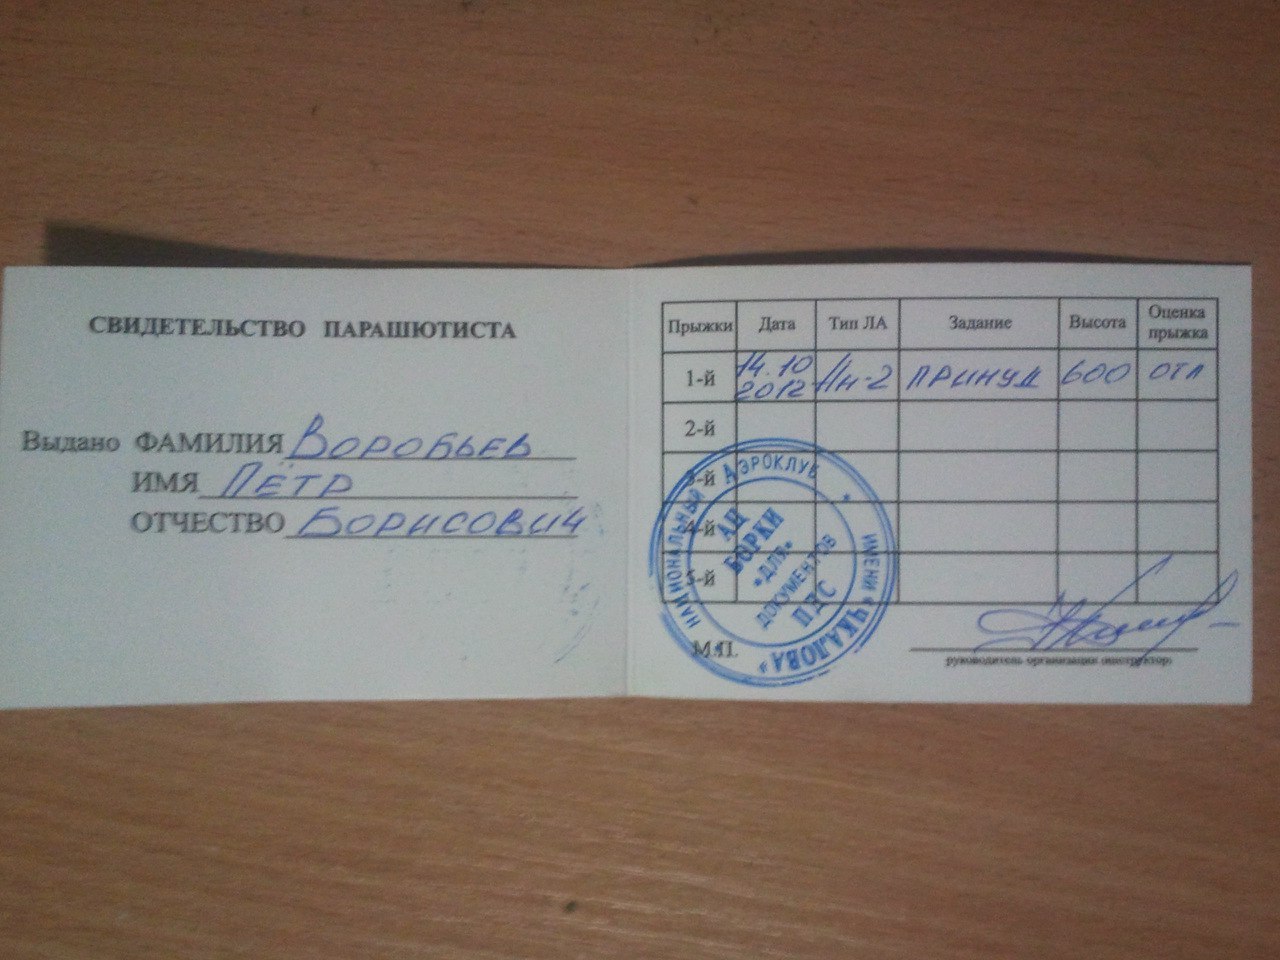 СВИДЕТЕЛЬСТВО ПАРАШЮТИСТА
Выдано ФАМИЛИЯ ВОРОБЬЕВ
ИМЯ ПЁТР
ОТЧЕСТВО БОРИСОВИЧ
Прыжки Дата Тип ЛА Задание Высота Оценка прыжка
1-й 14.10 2012 Ан-2 ПРИНУД 600 ОТЛ
2-й
3-й
4-й
5-й
НАЦИОНАЛЬНЫЙ АЭРОКЛУБ * ИМЕНИ "ЧКАЛОВА"
АЦ
БОРКИ
"ДЛЯ"
ДОКУМЕНТОВ
ПДС
М.П.
руководитель организации (инструктор)